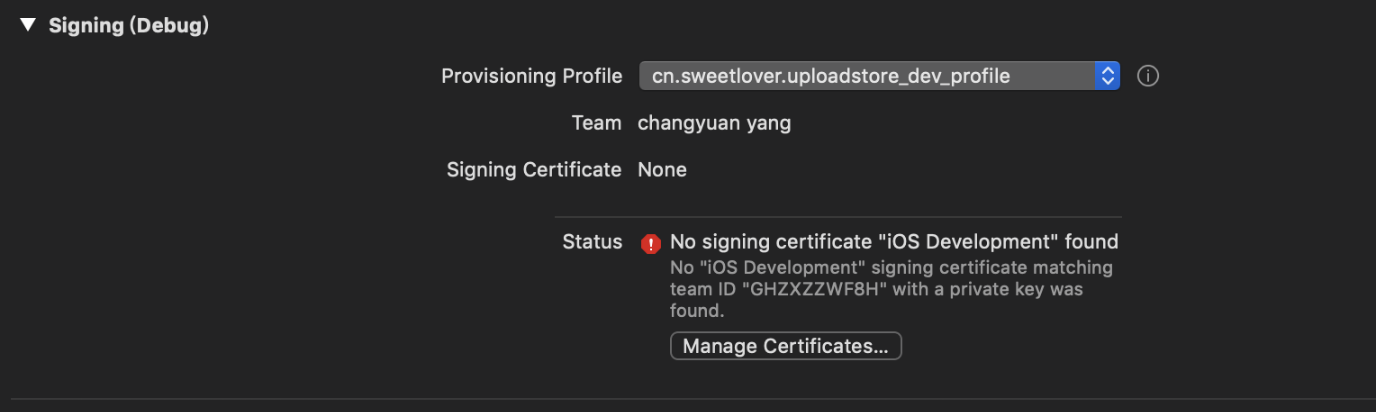 Signing (Debug)
Provisioning Profile cn.sweetlover.uploadstore_dev_profile
Team changyuan yang
Signing Certificate None
Status No signing certificate "iOS Development" found
No "iOS Development" signing certificate matching
team ID "GHZXZZWF8H" with a private key was
found.
Manage Certificates...